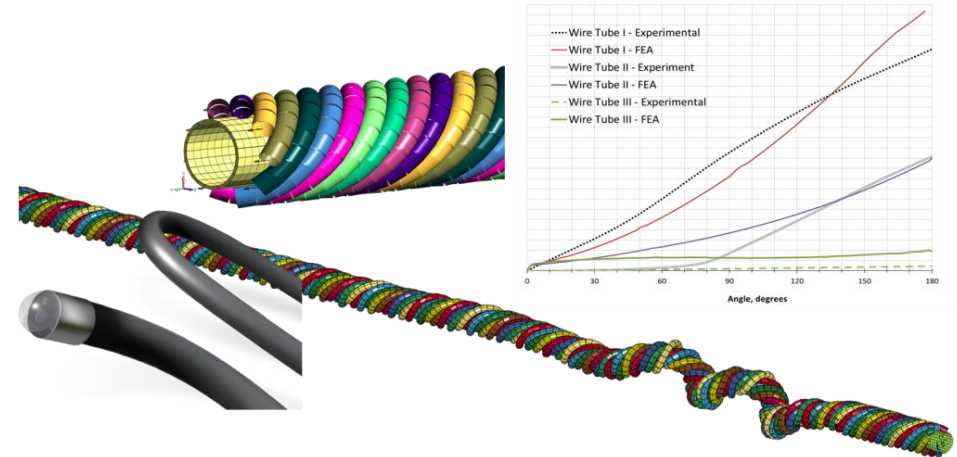 Wire Tube I - Experimental
Wire Tube I - FEA
Wire Tube II - Experiment
Wire Tube II - FEA
Wire Tube III - Experimental
Wire Tube III - FEA
0 30 60 90 120 150 180
Angle, degrees